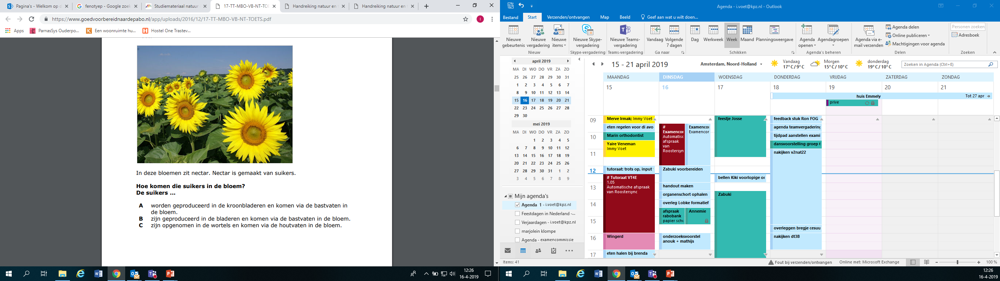 Pagina's - Welkom op d
fenotyep - Google zoek
Studiemateriaal natuur
17-TT-MBO-VB-NT-TOET
Handreiking natuur en t
Handreiking natuur en t
https://www.goedvoorbereidnaardepabo.nl/app/uploads/2016/12/17-TT-MBO-VB-NT-TOETS.pdf
Apps
ParnasSys Ouderpo...
Een woonruimte hu...
Hostel One Trastev...
In deze bloemen zit nectar. Nectar is gemaakt van suikers.
Hoe komen die suikers in de bloem?
De suikers ...
A worden geproduceerd in de kroonbladeren en komen via de bastvaten in
de bloem.
B zijn geproduceerd in de bladeren en komen via de bastvaten in de bloem.
C zijn opgenomen in de wortels en komen via de houtvaten in de bloem.
12:26
16-4-2019
Agenda - i.voet@kpz.nl - Outlook
Bestand Start Verzenden/ontvangen Map Beeld Geef aan wat u wilt doen...
Nieuwe gebeurtenis
Nieuwe vergadering
Nieuwe items
Nieuwe Skype-vergadering
Nieuwe Teams-vergadering
Vandaag
Volgende 7 dagen
Dag
Werkweek
Week
Maand
Planningsweergave
Agenda openen
Agendagroepen
Agenda via e-mail verzenden
Agenda delen
Online publiceren
Machtigingen voor agenda
Personen zoeken
Adresboek
Nieuw
Skype-vergadering
Teams-vergadering
Ga naar
Schikken
Agenda's beheren
Delen
Zoeken
april 2019
MA DI WO DO VR ZA ZO
25 26 27 28 29 30 31
1 2 3 4 5 6 7
8 9 10 11 12 13 14
15 16 17 18 19 20 21
22 23 24 25 26 27 28
29 30
mei 2019
MA DI WO DO VR ZA ZO
1 2 3 4 5
6 7 8 9 10 11 12
13 14 15 16 17 18 19
20 21 22 23 24 25 26
27 28 29 30 31 1 2
3 4 5 6 7 8 9
Mijn agenda's
Agenda 1 - i.voet@kpz.nl
Feestdagen in Nederland -...
Verjaardagen - i.voet@kpz.nl
marjolein klompe
Agenda - examencommissie
15 - 21 april 2019
Amsterdam, Noord-Holland
Vandaag
17° C / 9° C
Morgen
15° C / 10° C
donderdag
19° C / 10° C
Zoeken in Agenda (Ctrl+E)
MAANDAG DINSDAG WOENSDAG DONDERDAG VRIJDAG ZATERDAG ZONDAG
15 16 17 18 19 20 21
huis Emmely
Tot 27 apr
prive
09
10
11
12
13
14
15
16
17
Merve Irmak; Immy Voet
eten regelen voor di avo
Marin orthodontist
Yaire Veneman
Immy Voet
tutoraat: trots op, input
# Tutoraat VT4E
1.05
Automatische afspraak
van Roostersync
Wingerd
eten halen bij brenda
#
Examencor
Automatisc
afspraak
van
Roostersyn
Examencor
Examencor
Zabuki voorbereiden
handout maken
organenschort ophalen
overleg Lobke formatief
afspraak
rabobank
papier schu
Annemie
onderzoeksvoorstel
anouk + mathijs
feestje Josse
bellen Kiki voorlopige o
Zabuki
feedback stuk Ron FOG
agenda teamvergadering
tijdpad aanstellen exami
dansvoorstelling groep 6
nakijken v2nat22
overleggen bregje cesuu
nakijken dt3B
Items: 41
Fout bij verzenden/ontvangen
Online met: Microsoft Exchange
100 %
12:26
16-4-2019